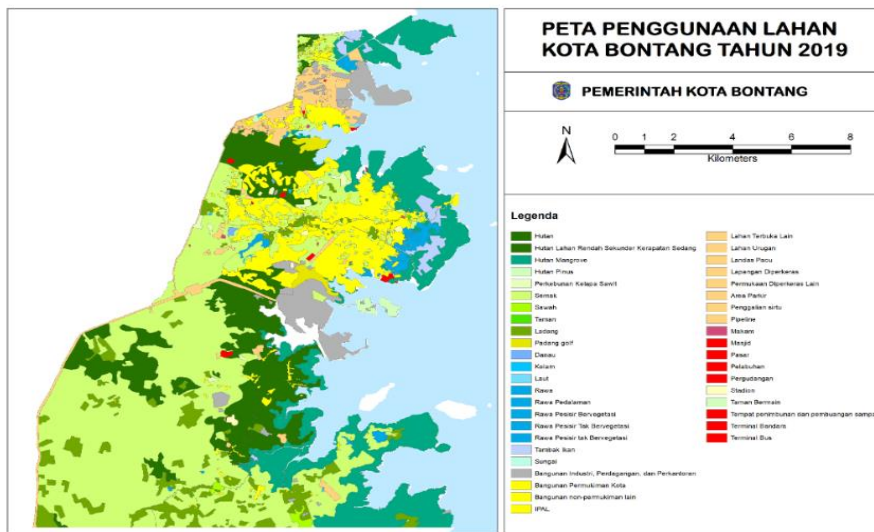 PETA PENGGUNAAN LAHAN
KOTA BONTANG TAHUN 2019
PEMERINTAH KOTA BONTANG
N
0 1 2 4 6 8
Kilometers
Legenda
Hutan
Hutan Lahan Rendah Sekunder Kerapatan Sedang
Hutan Mangrove
Hutan Pinus
Perkebunan Kelapa Sawit
Semak
Sawah
Taman
Ladang
Padang golf
Danau
Kolam
Laut
Rawa
Rawa Pedalaman
Rawa Pesisir Bervegetasi
Rawa Pesisir Tak Bervegetasi
Rawa Pesisir tak Bervegetasi
Tambak Ikan
Sungai
Bangunan Industri, Perdagangan, dan Perkantoran
Bangunan Permukiman Kota
Bangunan non-permukiman lain
IPAL
Lahan Terbuka Lain
Lahan Urugan
Landas Pacu
Lapangan Diperkeras
Permukaan Diperkeras Lain
Area Parkir
Penggalian sirtu
Pipeline
Makam
Masjid
Pasar
Pelabuhan
Pergudangan
Stadion
Taman Bermain
Tempat penimbunan dan pembuangan sampa
Terminal Bandara
Terminal Bus